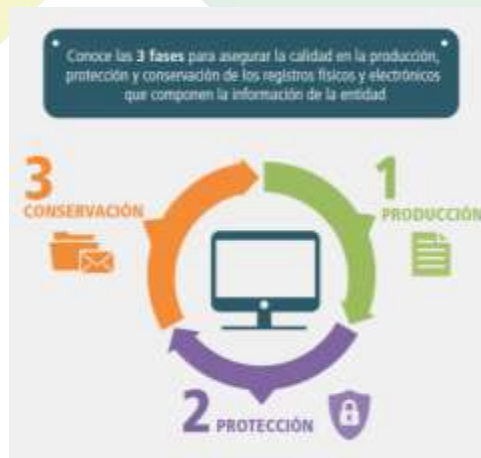 Conoce las 3 fases para asegurar la calidad en la producción,
protección y conservación de los registros físicos y electrónicos
que componen la información de la entidad
3
CONSERVACIÓN
1
PRODUCCIÓN
2 PROTECCIÓN